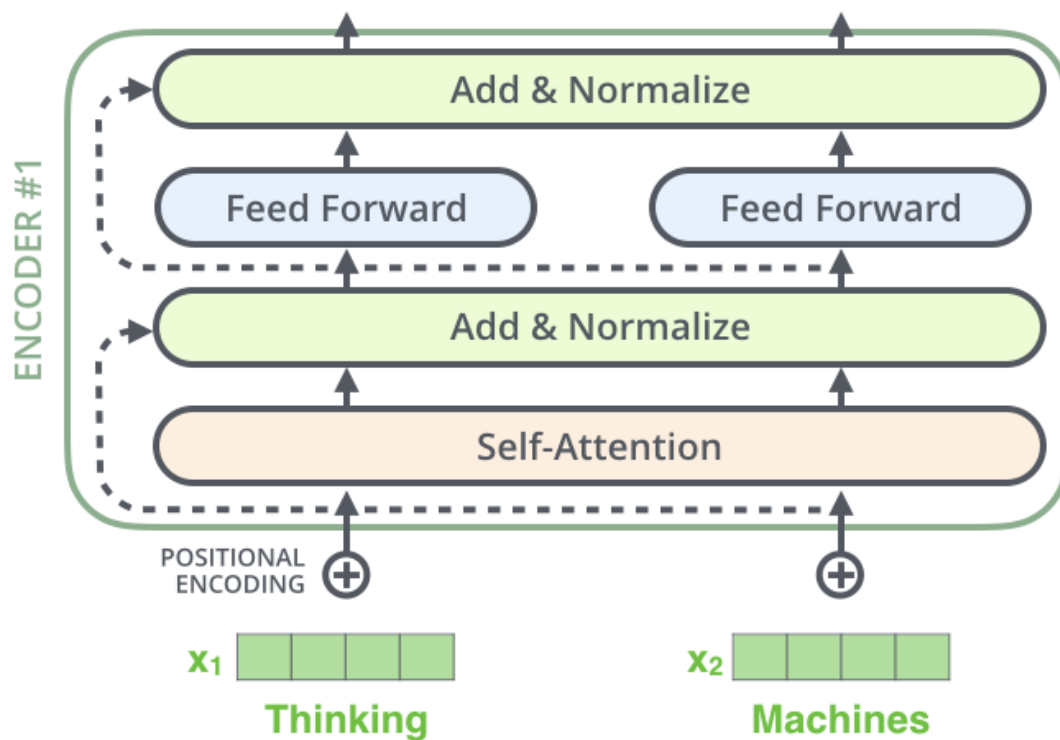 ENCODER #1
Add & Normalize
Feed Forward
Feed Forward
Add & Normalize
Self-Attention
POSITIONAL
ENCODING
x₁
x₂
Thinking
Machines